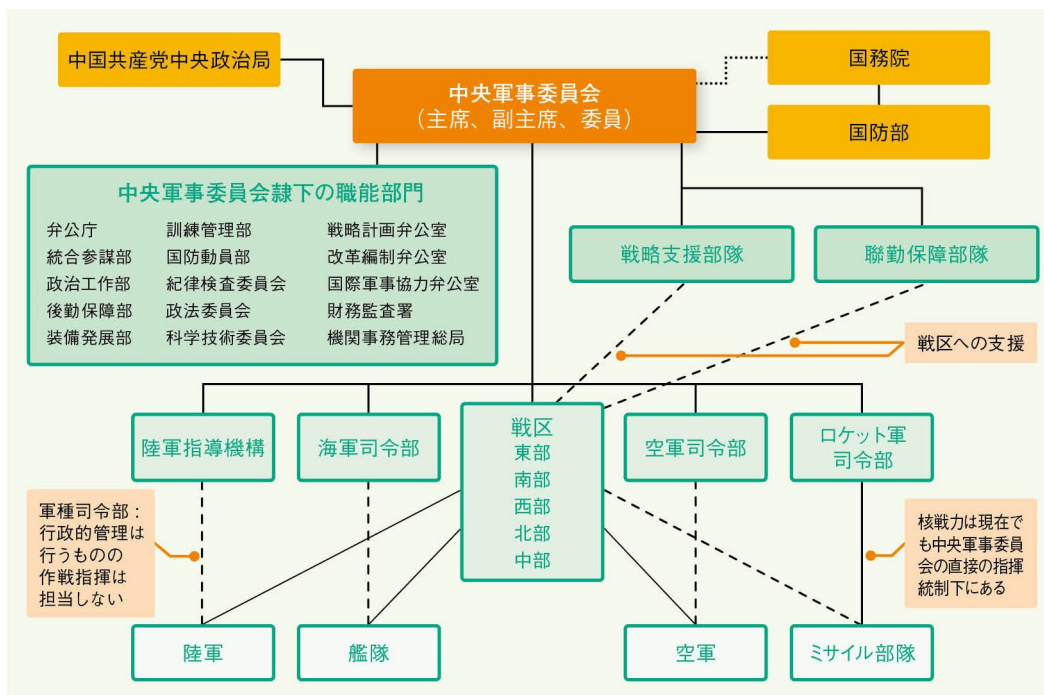 中国共産党中央政治局
中央軍事委員会
（主席、副主席、委員）
国務院
国防部
中央軍事委員会隷下の職能部門
弁公庁 訓練管理部 戦略計画弁公室
統合参謀部 国防動員部 改革編制弁公室
政治工作部 紀律検査委員会 国際軍事協力弁公室
後勤保障部 政法委員会 財務監査署
装備発展部 科学技術委員会 機関事務管理総局
戦略支援部隊
聯勤保障部隊
戦区への支援
陸軍指導機構
海軍司令部
戦区
東部
南部
西部
北部
中部
空軍司令部
ロケット軍
司令部
軍種司令部：
行政的管理は
行うものの
作戦指揮は
担当しない
核戦力は現在で
も中央軍事委員
会の直接の指揮
統制下にある
陸軍
艦隊
空軍
ミサイル部隊